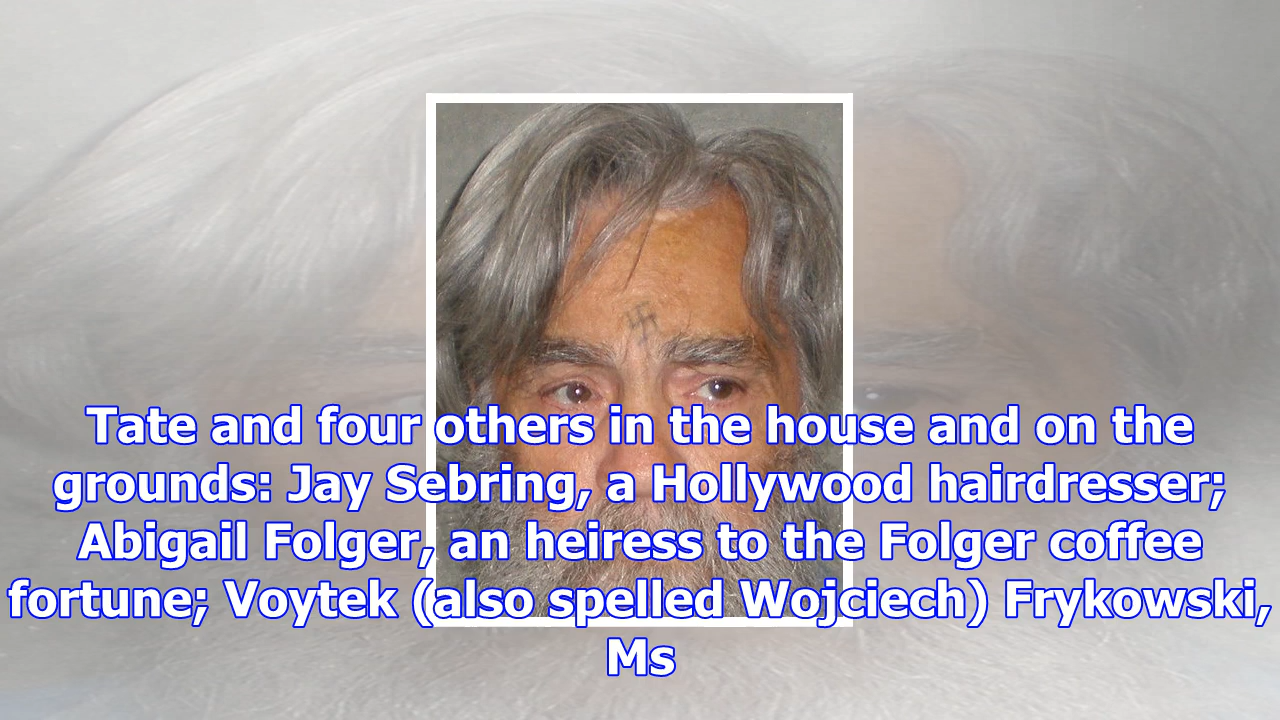 Tate and four others in the house and on the
grounds: Jay Sebring, a Hollywood hairdresser;
Abigail Folger, an heiress to the Folger coffee
fortune; Voytek (also spelled Wojciech) Frykowski,
Ms